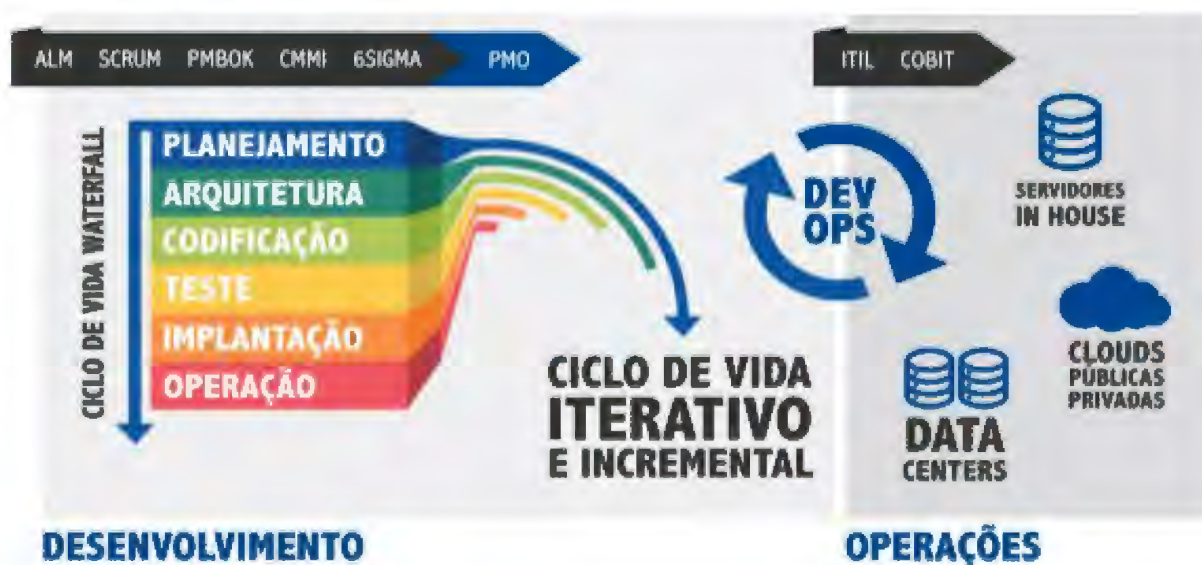 ALM SCRUM PMBOK CMMI 6SIGMA PMO
ITIL COBIT
CICLO DE VIDA WATERFALL
PLANEJAMENTO
ARQUITETURA
CODIFICAÇÃO
TESTE
IMPLANTAÇÃO
OPERAÇÃO
CICLO DE VIDA
ITERATIVO
E INCREMENTAL
DEV
OPS
SERVIDORES
IN HOUSE
CLOUDS
PÚBLICAS
PRIVADAS
DATA
CENTERS
DESENVOLVIMENTO
OPERAÇÕES